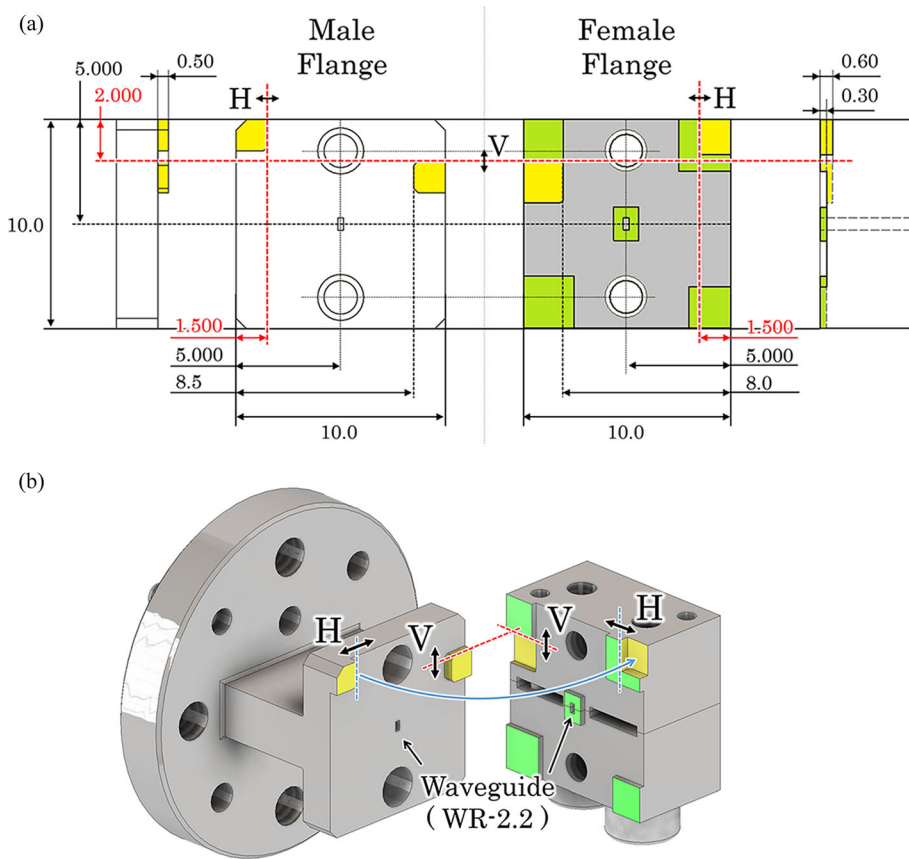 (a)
Male
Flange
Female
Flange
0.50
5.000
2.000
H
H
0.60
0.30
V
10.0
1.500
5.000
8.5
10.0
1.500
5.000
8.0
10.0
(b)
H
V
V
H
Waveguide
( WR-2.2 )